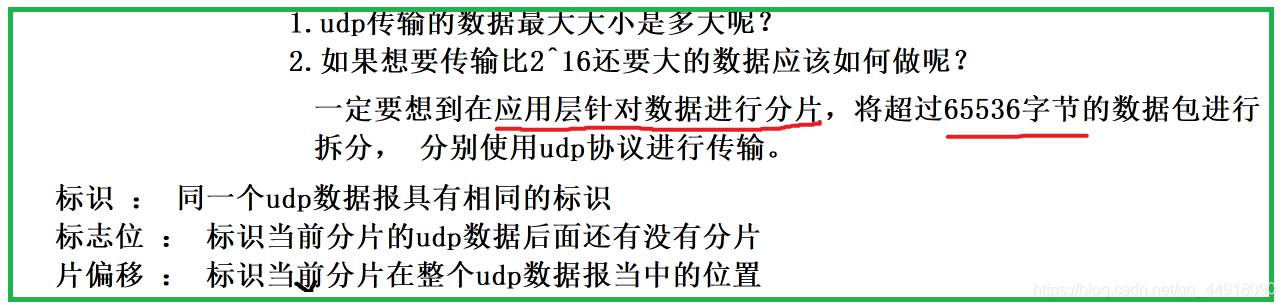 1.udp传输的数据最大大小是多大呢?
2.如果想要传输比2^16还要大的数据应该如何做呢?
一定要想到在应用层针对数据进行分片，将超过65536字节的数据包进行
拆分， 分别使用udp协议进行传输。
标识 ： 同一个udp数据报具有相同的标识
标志位 ： 标识当前分片的udp数据后面还有没有分片
片偏移 ： 标识当前分片在整个udp数据报当中的位置